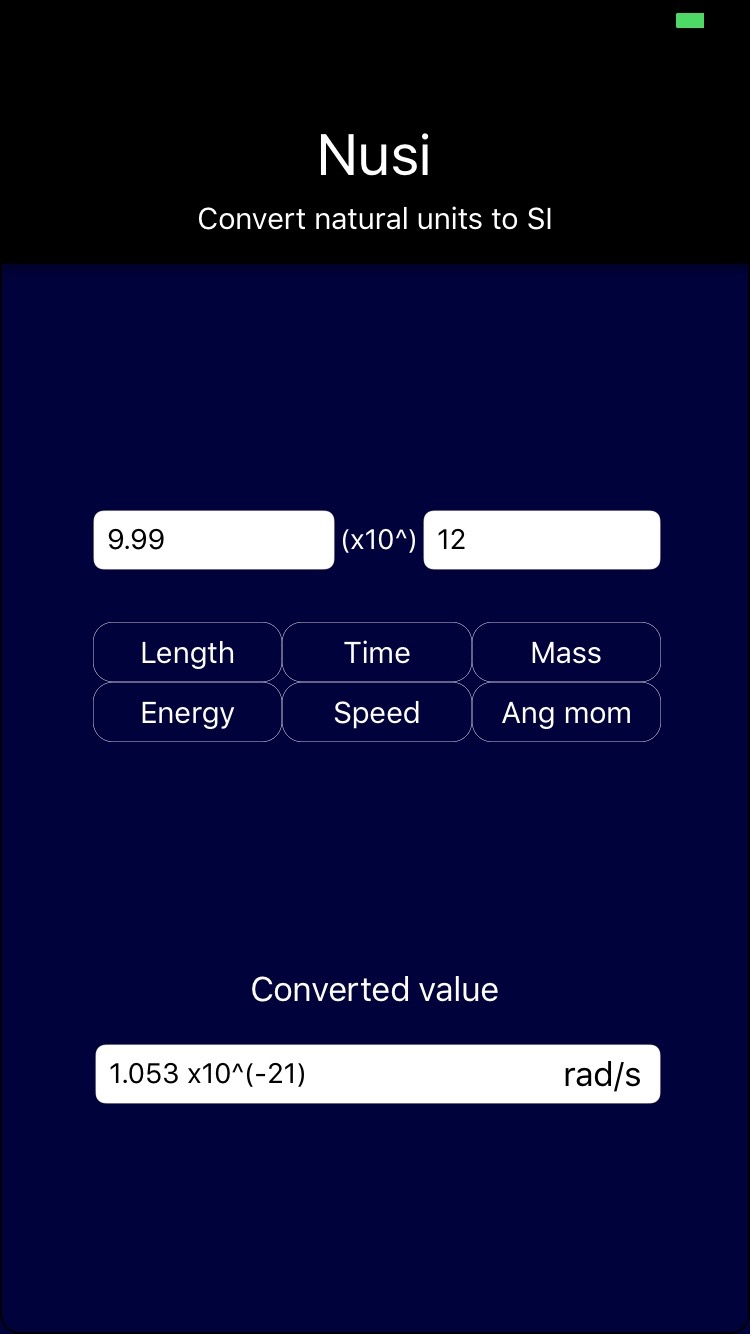 Nusi
Convert natural units to SI
9.99 (x10^) 12
Length Time Mass
Energy Speed Ang mom
Converted value
1.053 x10^(-21) rad/s